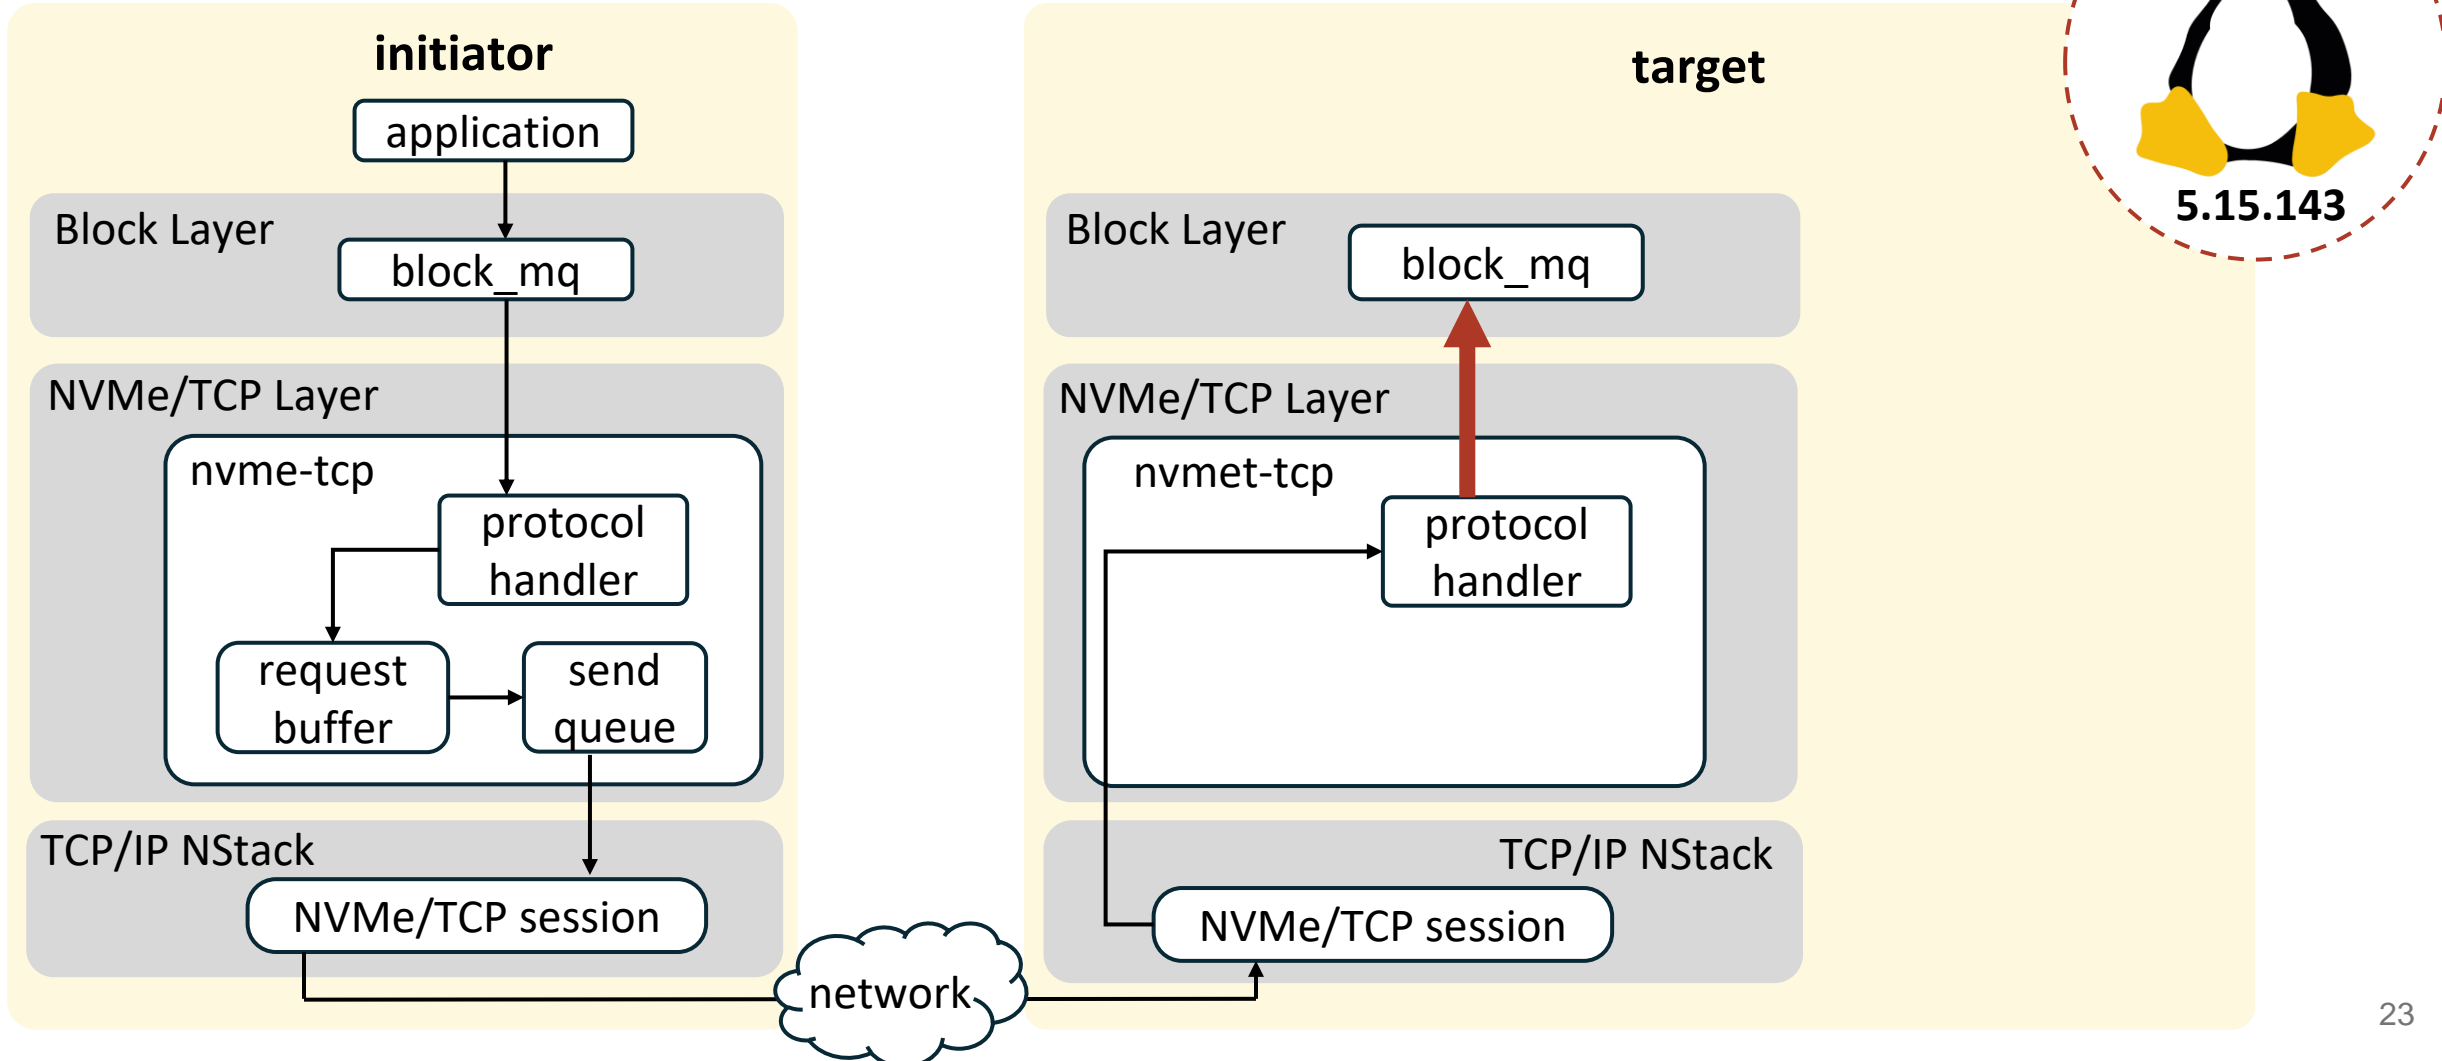 initiator
application
Block Layer
block_mq
NVMe/TCP Layer
nvme-tcp
protocol
handler
request
buffer
send
queue
TCP/IP NStack
NVMe/TCP session
network
target
Block Layer
block_mq
NVMe/TCP Layer
nvmet-tcp
protocol
handler
TCP/IP NStack
NVMe/TCP session
5.15.143
23